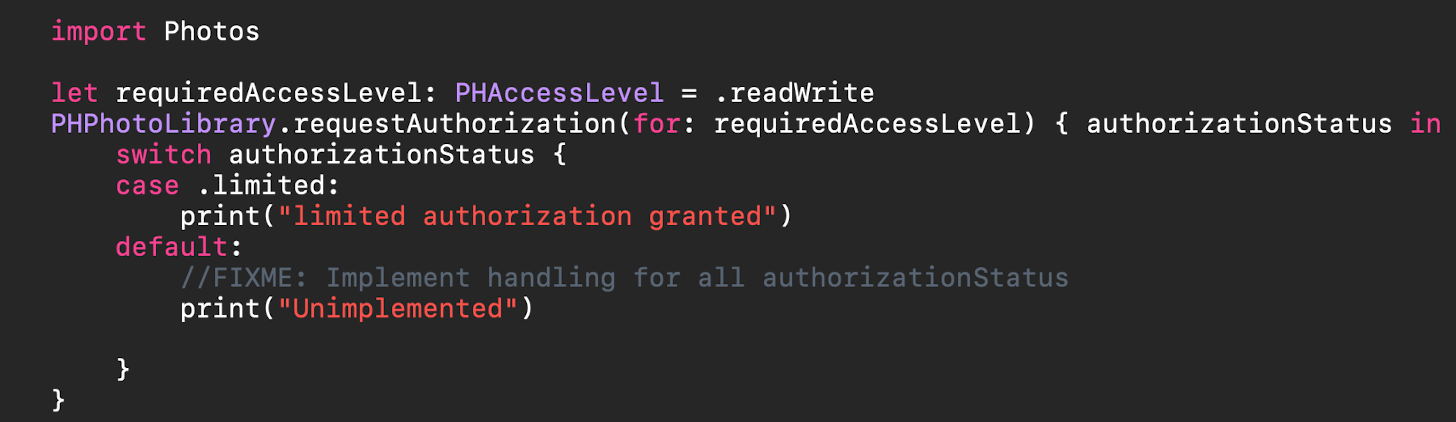 import Photos
let requiredAccessLevel: PHAccessLevel = .readWrite
PHPhotoLibrary.requestAuthorization(for: requiredAccessLevel) { authorizationStatus in
    switch authorizationStatus {
    case .limited:
        print("limited authorization granted")
    default:
        //FIXME: Implement handling for all authorizationStatus
        print("Unimplemented")
    }
}